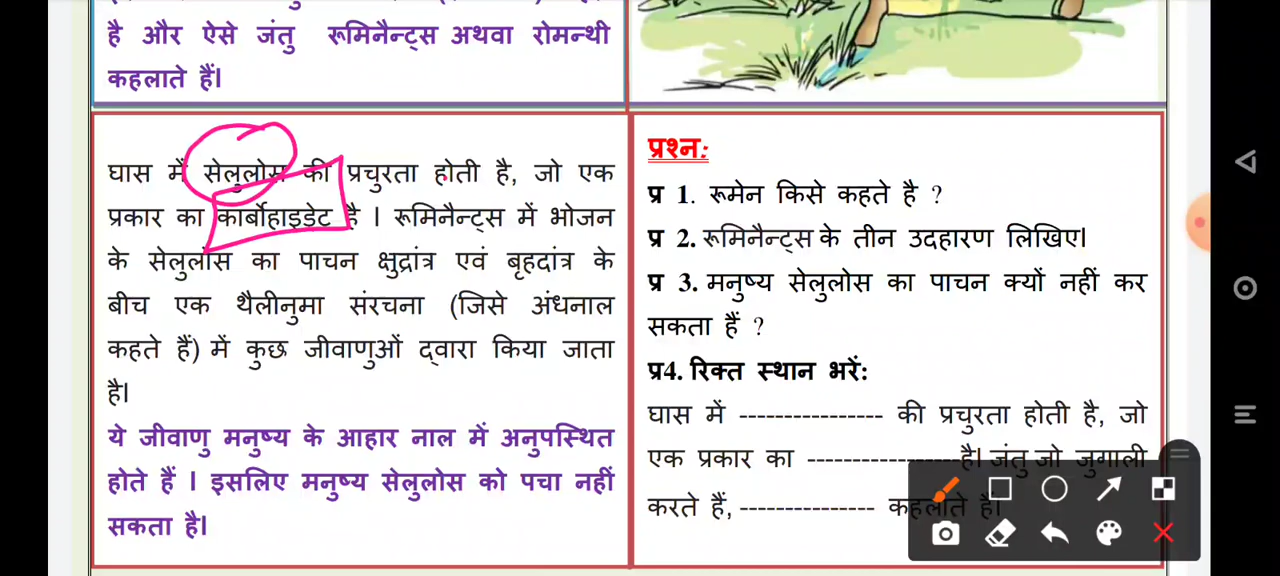 है और ऐसे जंतु रूमिनैन्ट्स अथवा रोमन्थी
कहलाते हैं।
घास में सेलुलोस की प्रचुरता होती है, जो एक
प्रकार का कार्बोहाइडेट है । रूमिनैन्ट्स में भोजन
के सेलुलोस का पाचन क्षुद्रांत्र एवं बृहदांत्र के
बीच एक थैलीनुमा संरचना (जिसे अंधनाल
कहते हैं) में कुछ जीवाणुओं द्वारा किया जाता
है।
ये जीवाणु मनुष्य के आहार नाल में अनुपस्थित
होते हैं । इसलिए मनुष्य सेलुलोस को पचा नहीं
सकता है।
प्रश्न:
प्र 1. रूमेन किसे कहते है ?
प्र 2. रूमिनैन्ट्स के तीन उदहारण लिखिए।
प्र 3. मनुष्य सेलुलोस का पाचन क्यों नहीं कर
सकता हैं ?
प्र4. रिक्त स्थान भरें:
घास में ---------------- की प्रचुरता होती है, जो
एक प्रकार का ----------------- है। जंतु जो जुगाली
करते हैं, --------------- कहलाते है।